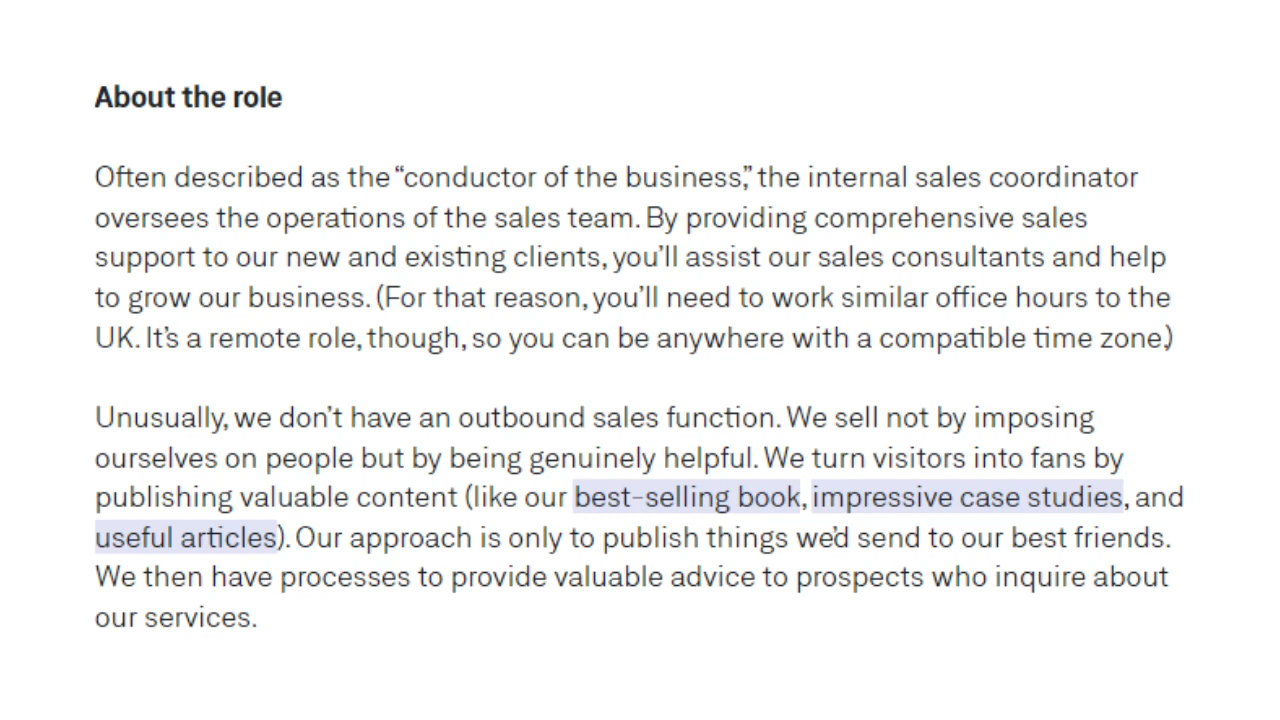 About the role
Often described as the “conductor of the business,” the internal sales coordinator
oversees the operations of the sales team. By providing comprehensive sales
support to our new and existing clients, you’ll assist our sales consultants and help
to grow our business. (For that reason, you’ll need to work similar office hours to the
UK. It’s a remote role, though, so you can be anywhere with a compatible time zone.)
Unusually, we don’t have an outbound sales function. We sell not by imposing
ourselves on people but by being genuinely helpful. We turn visitors into fans by
publishing valuable content (like our best-selling book, impressive case studies, and
useful articles). Our approach is only to publish things we’d send to our best friends.
We then have processes to provide valuable advice to prospects who inquire about
our services.